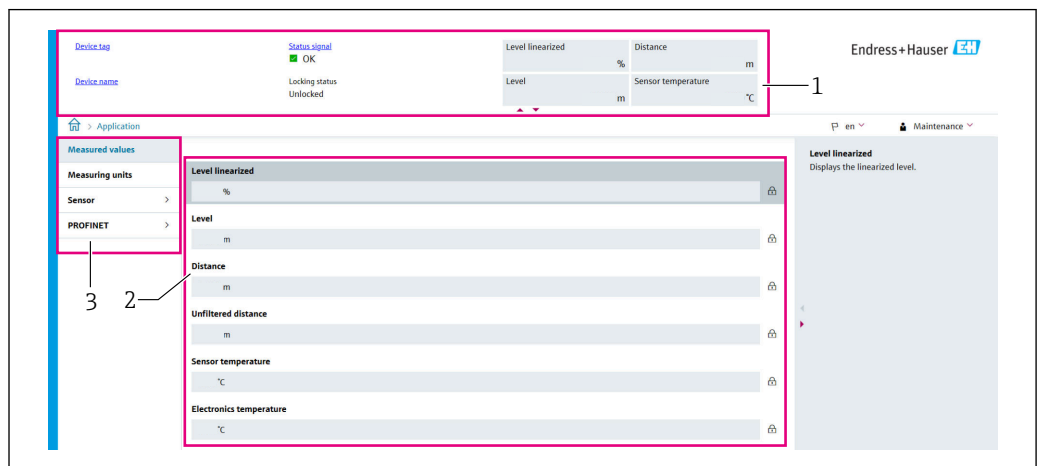 Device tag
Status signal
OK
Level linearized
%
Distance
m
Endress+Hauser EH
Device name
Locking status
Unlocked
Level
m
Sensor temperature
°C
1
> Application
en
Maintenance
Measured values
Measuring units
Sensor >
PROFINET >
3
2
Level linearized
%
Level
m
Distance
m
Unfiltered distance
m
Sensor temperature
°C
Electronics temperature
°C
Level linearized
Displays the linearized level.